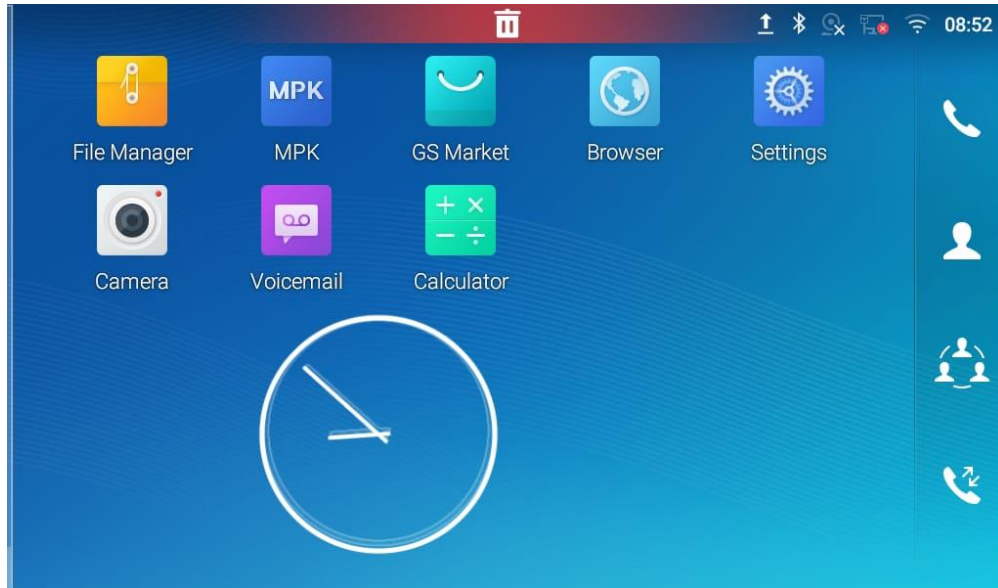 08:52
MPK
File Manager
MPK
GS Market
Browser
Settings
Camera
Voicemail
Calculator